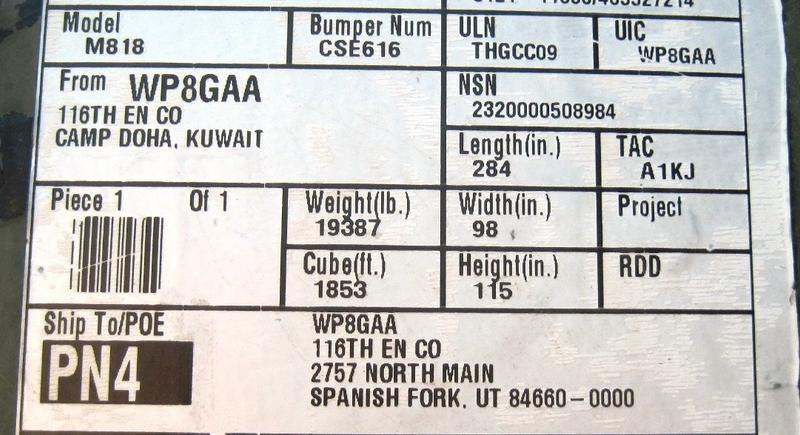 Model
M818
Bumper Num
CSE616
ULN
THGCC09
UIC
WP8GAA
From WP8GAA
116TH EN CO
CAMP DOHA, KUWAIT
NSN
2320000508984
Length(in.)
284
TAC
A1KJ
Piece 1 Of 1
Weight(lb.)
19387
Width(in.)
98
Project
Cube(ft.)
1853
Height(in.)
115
RDD
Ship To/POE
PN4
WP8GAA
116TH EN CO
2757 NORTH MAIN
SPANISH FORK, UT 84660-0000